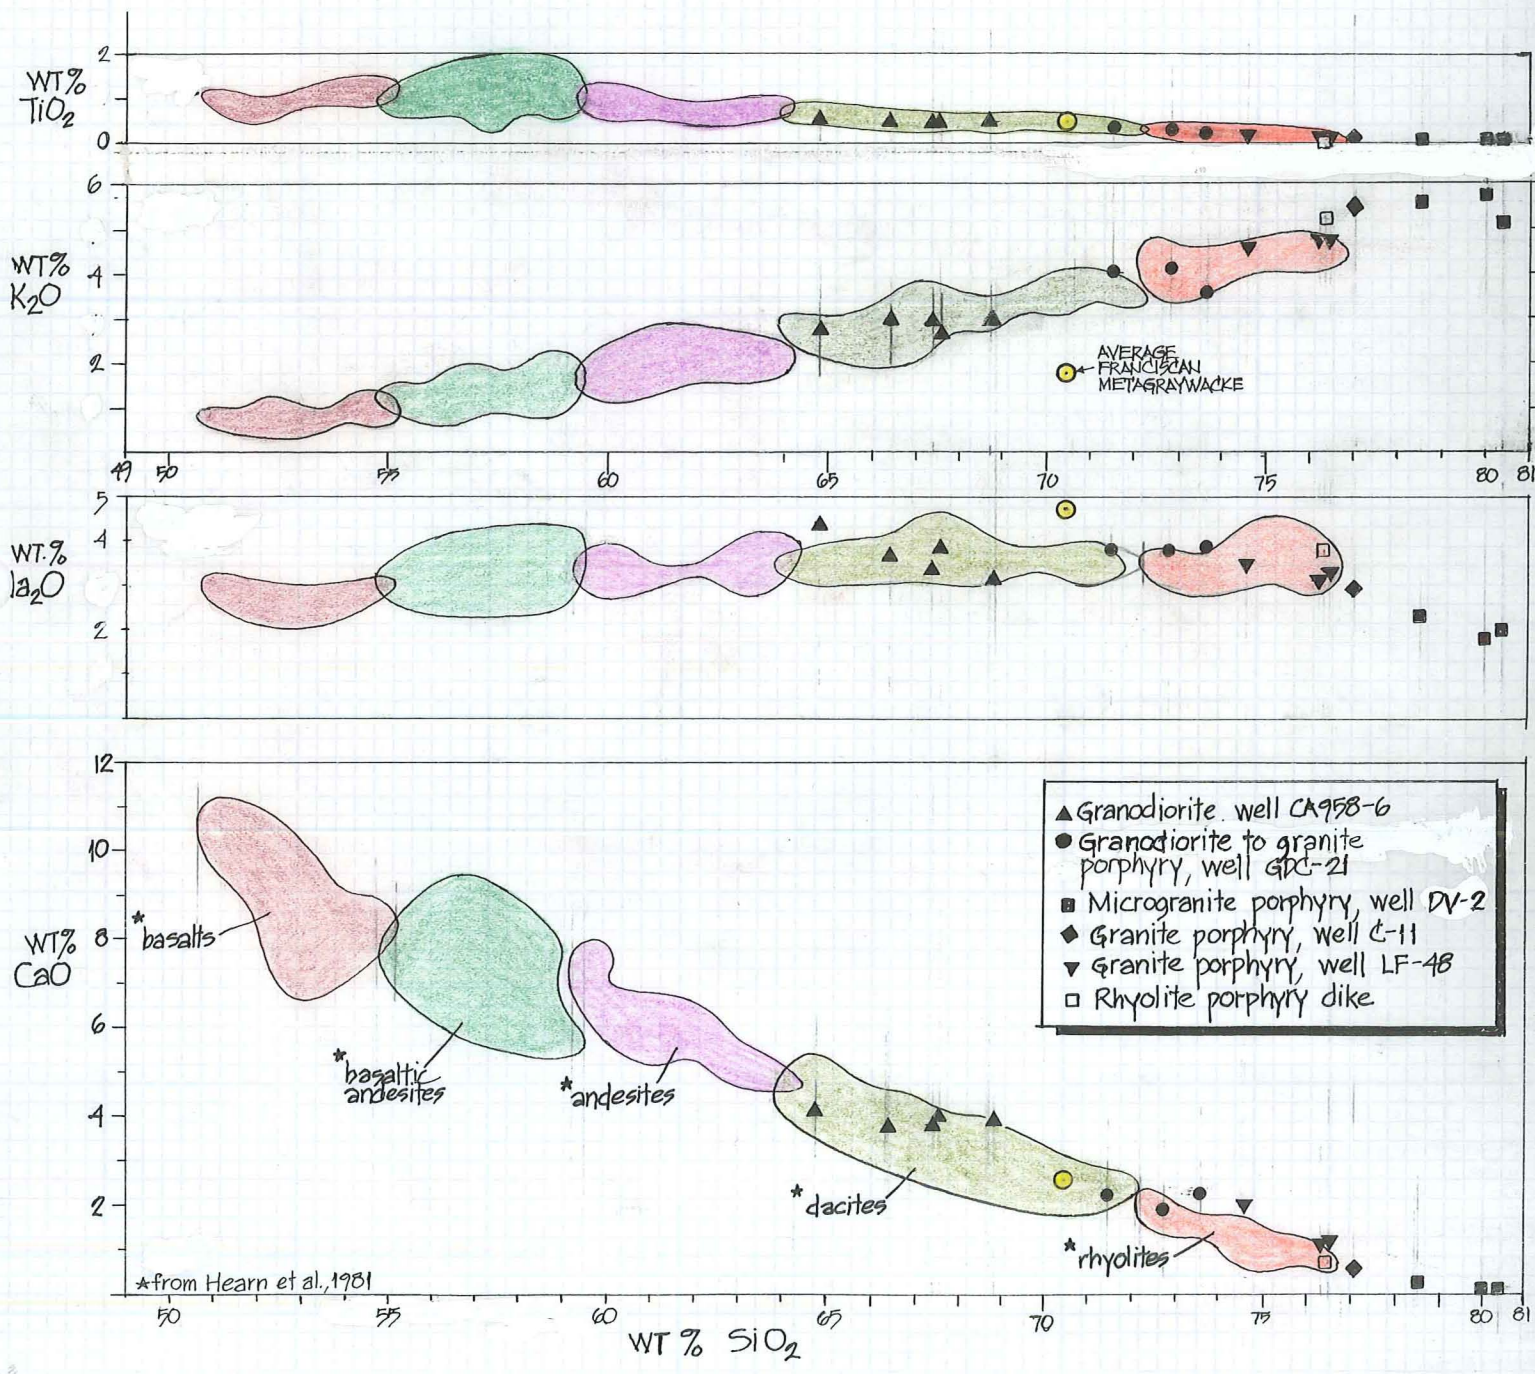 WT%
TiO2
2
0
WT%
K2O
6
4
2
AVERAGE
FRANCISCAN
METAGRAYWACKE
49 50 55 60 65 70 75 80 81
WT.%
Ia2O
5
4
2
WT%
CaO
12
10
8
6
4
2
*basalts
*basaltic
andesites
*andesites
*dacites
*rhyolites
▲ Granodiorite. well CA958-6
● Granodiorite to granite
porphyry, well GDC-21
■ Microgranite porphyry, well DV-2
◆ Granite porphyry, well C-11
▼ Granite porphyry, well LF-48
□ Rhyolite porphyry dike
*from Hearn et al., 1981
50 55 60 65 70 75 80 81
WT % SiO2